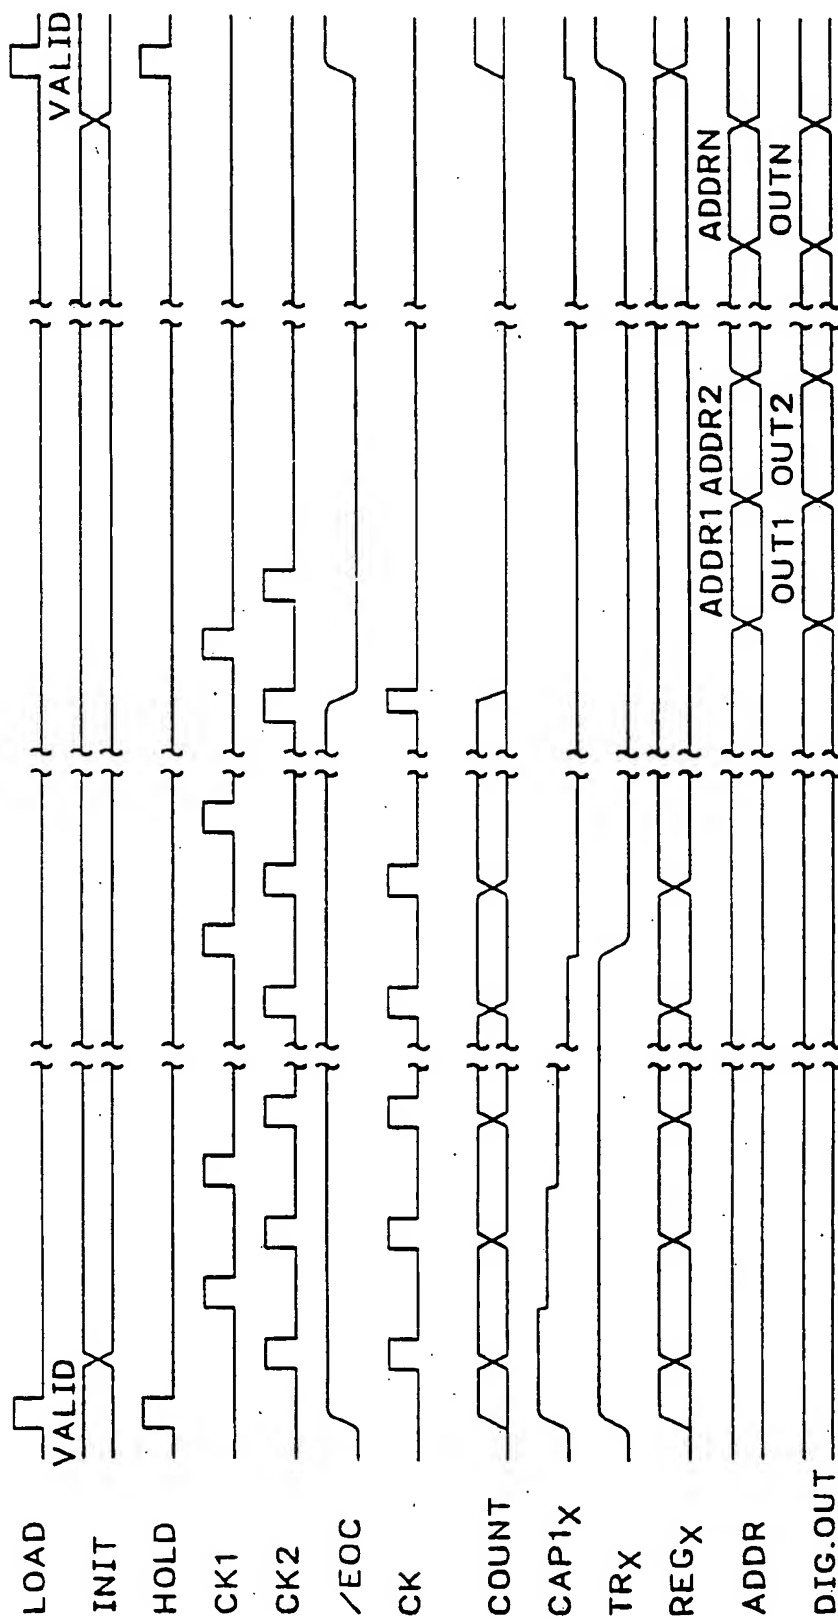 LOAD
VALID
VALID
INIT
HOLD
CK1
CK2
/EOC
CK
COUNT
CAP1X
TRX
REGX
ADDR1 ADDR2 ADDRN
ADDR
OUT1 OUT2 OUTN
DIG.OUT